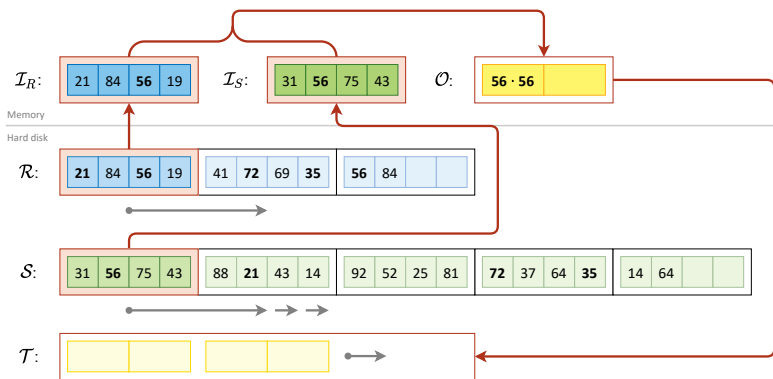 I_R: 21 84 56 19 I_S: 31 56 75 43 O: 56 · 56
Memory
Hard disk
R: 21 84 56 19 41 72 69 35 56 84
S: 31 56 75 43 88 21 43 14 92 52 25 81 72 37 64 35 14 64
T: